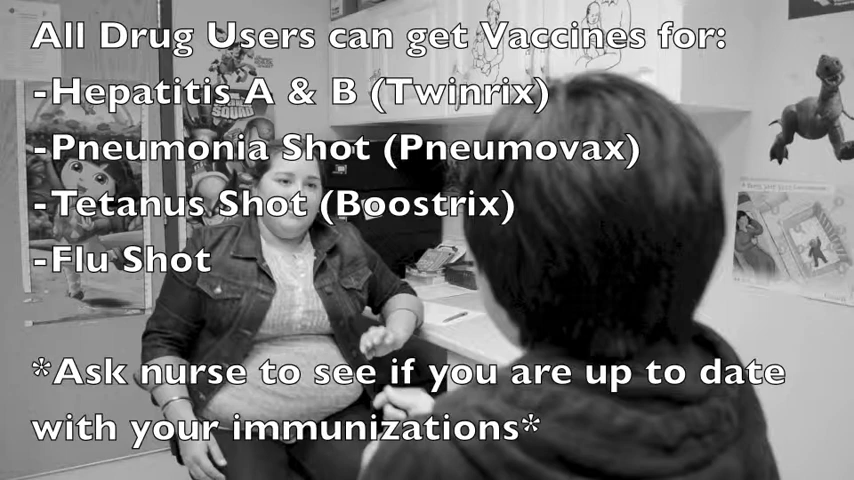 All Drug Users can get Vaccines for:
-Hepatitis A & B (Twinrix)
-Pneumonia Shot (Pneumovax)
-Tetanus Shot (Boostrix)
-Flu Shot
*Ask nurse to see if you are up to date
with your immunizations*
SQUAD